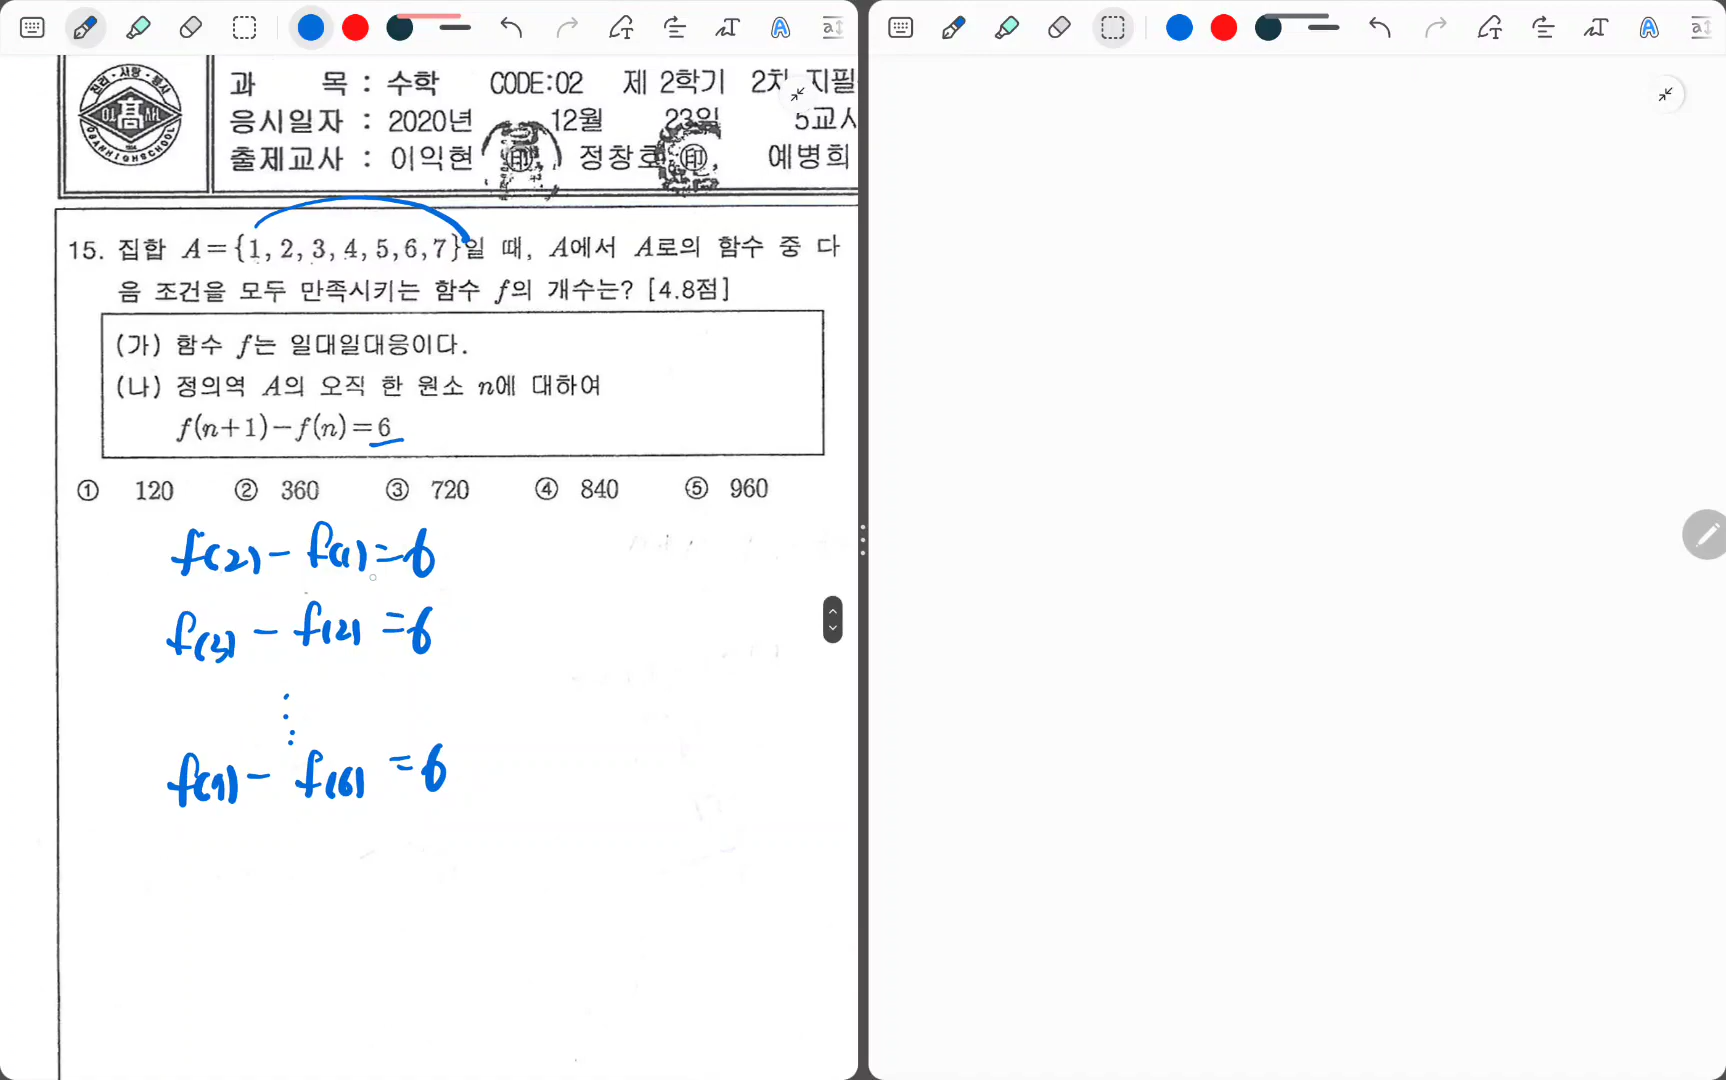 과 목 : 수학 CODE:02 제 2학기 2차 지필
응시일자 : 2020년 12월 23일 5교시
출제교사 : 이익현 印 정창호 印, 예병희
15. 집합 A={1, 2, 3, 4, 5, 6, 7}일 때, A에서 A로의 함수 중 다
음 조건을 모두 만족시키는 함수 f의 개수는? [4.8점]
(가) 함수 f는 일대일대응이다.
(나) 정의역 A의 오직 한 원소 n에 대하여
f(n+1)−f(n)=6
① 120 ② 360 ③ 720 ④ 840 ⑤ 960
f(2) - f(1) = 6
f(3) - f(2) = 6
⋮
f(7) - f(6) = 6